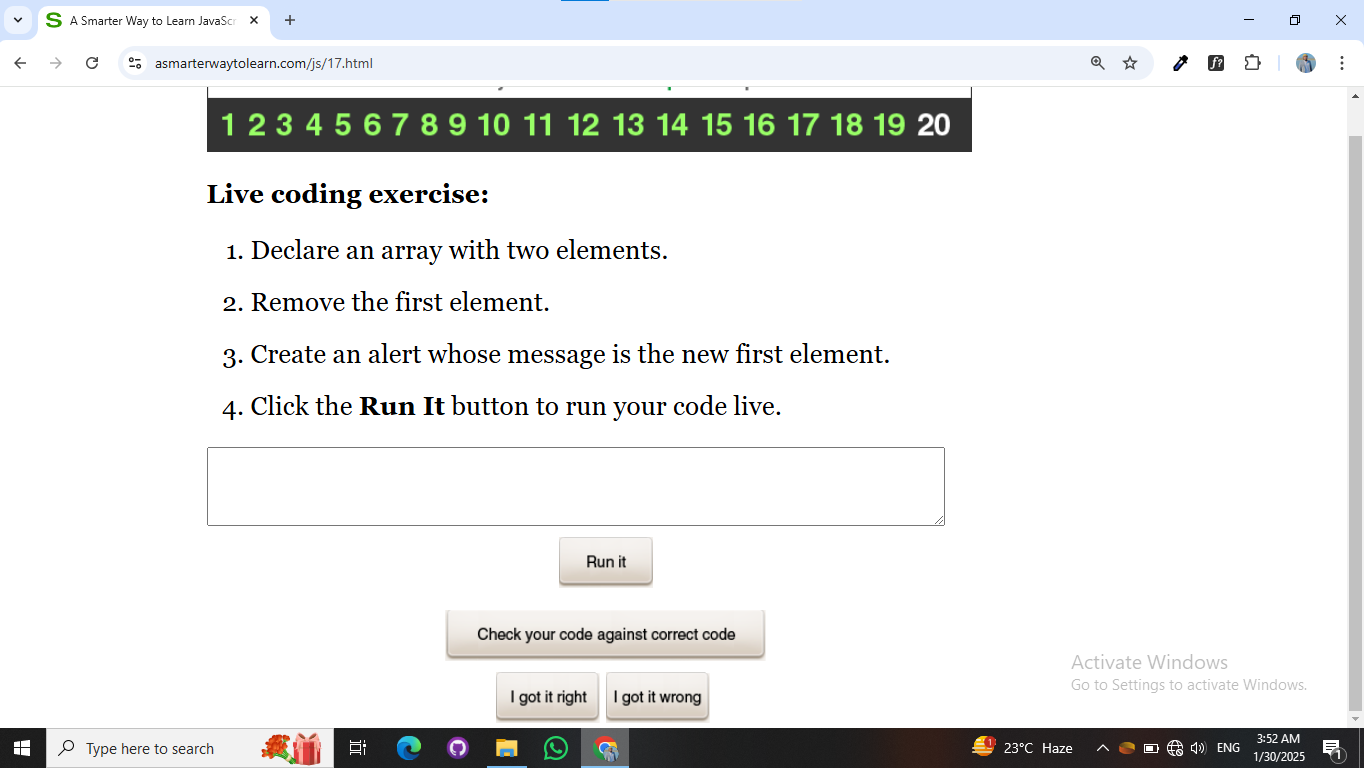 A Smarter Way to Learn JavaScr
asmarterwaytolearn.com/js/17.html
1 2 3 4 5 6 7 8 9 10 11 12 13 14 15 16 17 18 19 20
Live coding exercise:
1. Declare an array with two elements.
2. Remove the first element.
3. Create an alert whose message is the new first element.
4. Click the Run It button to run your code live.
Run it
Check your code against correct code
I got it right I got it wrong
Activate Windows
Go to Settings to activate Windows.
Type here to search
23°C Haze
ENG
3:52 AM
1/30/2025
1